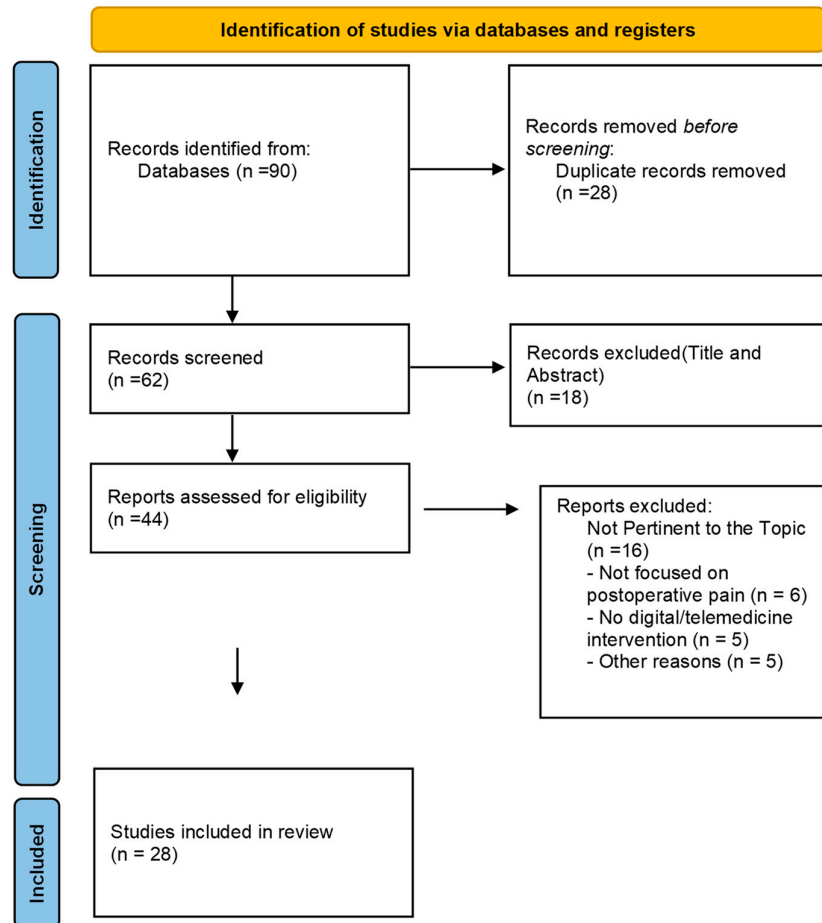 Identification of studies via databases and registers
Identification
Records identified from:
Databases (n =90)
Records removed before
screening:
Duplicate records removed
(n =28)
Screening
Records screened
(n =62)
Records excluded(Title and
Abstract)
(n =18)
Reports assessed for eligibility
(n =44)
Reports excluded:
Not Pertinent to the Topic
(n =16)
- Not focused on
postoperative pain (n = 6)
- No digital/telemedicine
intervention (n = 5)
- Other reasons (n = 5)
Included
Studies included in review
(n = 28)